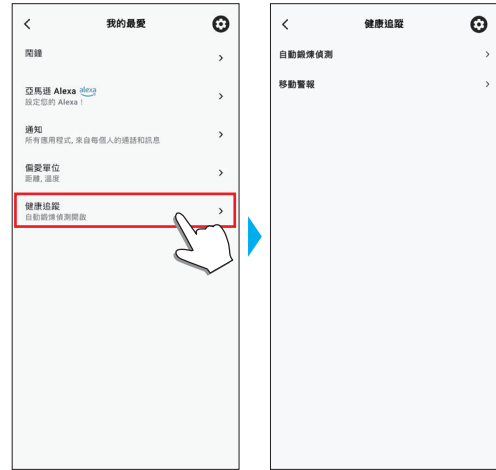 我的最愛
鬧鐘
亞馬遜 Alexa alexa
設定您的 Alexa！
通知
所有應用程式, 來自每個人的通話和訊息
偏愛單位
距離, 溫度
健康追蹤
自動鍛煉偵測開啟
健康追蹤
自動鍛煉偵測
移動警報